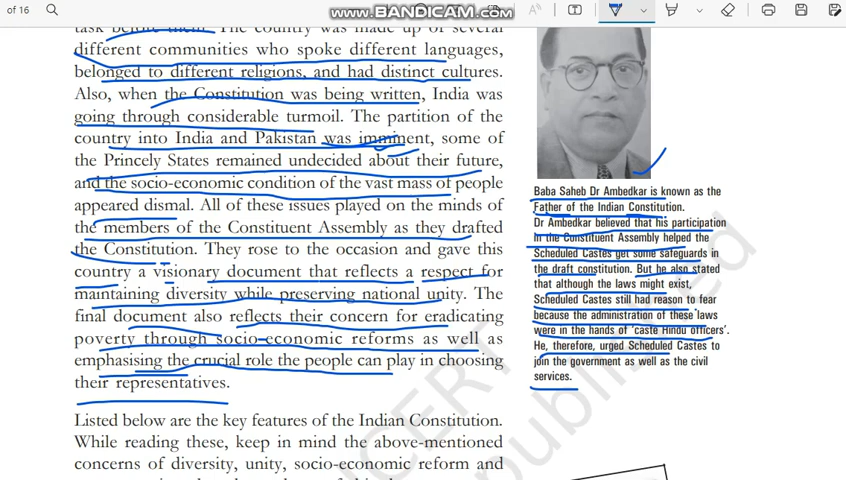 of 16
www.BANDICAM.com
task before them. The country was made up of several
different communities who spoke different languages,
belonged to different religions, and had distinct cultures.
Also, when the Constitution was being written, India was
going through considerable turmoil. The partition of the
country into India and Pakistan was imminent, some of
the Princely States remained undecided about their future,
and the socio-economic condition of the vast mass of people
appeared dismal. All of these issues played on the minds of
the members of the Constituent Assembly as they drafted
the Constitution. They rose to the occasion and gave this
country a visionary document that reflects a respect for
maintaining diversity while preserving national unity. The
final document also reflects their concern for eradicating
poverty through socio-economic reforms as well as
emphasising the crucial role the people can play in choosing
their representatives.
Listed below are the key features of the Indian Constitution.
While reading these, keep in mind the above-mentioned
concerns of diversity, unity, socio-economic reform and
Baba Saheb Dr Ambedkar is known as the
Father of the Indian Constitution.
Dr Ambedkar believed that his participation
in the Constituent Assembly helped the
Scheduled Castes get some safeguards in
the draft constitution. But he also stated
that although the laws might exist,
Scheduled Castes still had reason to fear
because the administration of these laws
were in the hands of 'caste Hindu officers'.
He, therefore, urged Scheduled Castes to
join the government as well as the civil
services.
NCERT
republished